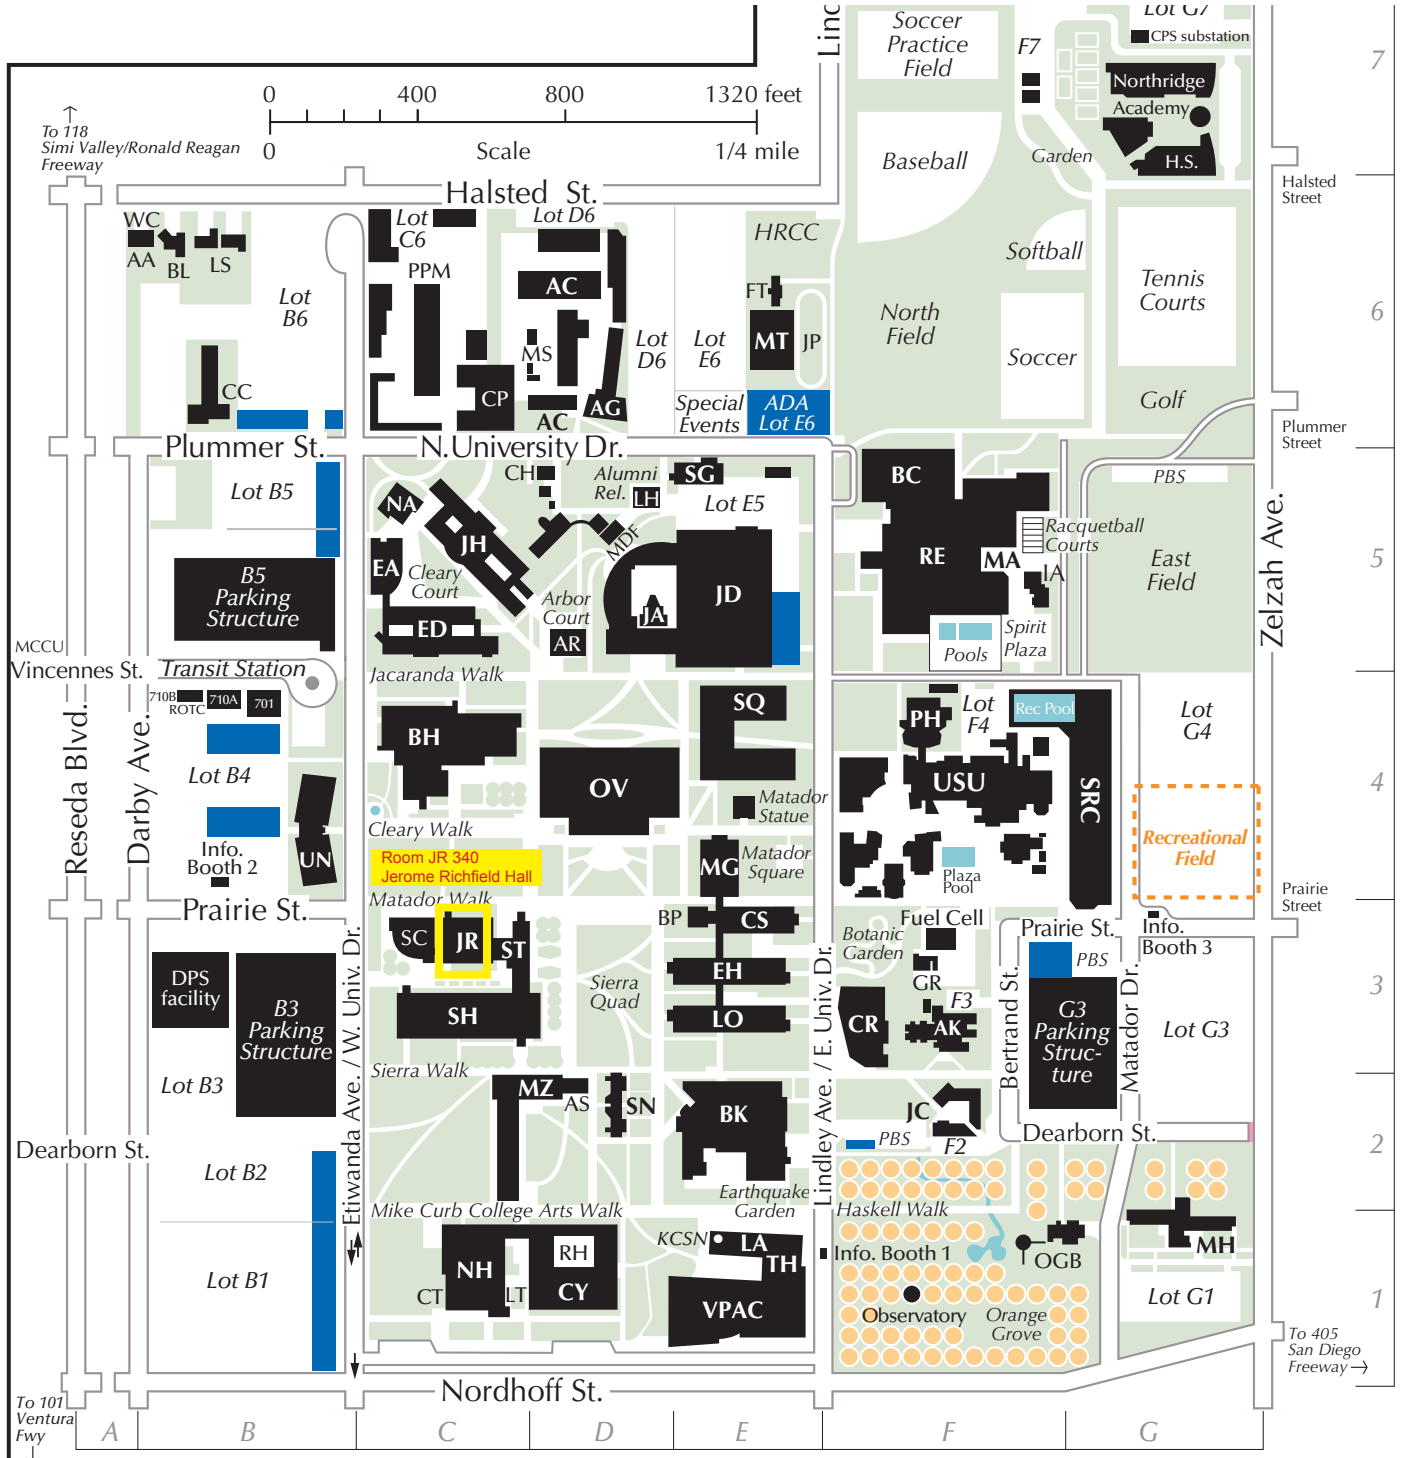 Lot G7
CPS substation
Soccer
Practice
Field
F7
7
Northridge
Academy
H.S.
0
400
800
1320 feet
0
Scale
1/4 mile
To 118
Simi Valley/Ronald Reagan
Freeway
Baseball
Garden
Halsted St.
Halsted
Street
WC
AA
BL
LS
Lot
B6
Lot
C6
PPM
Lot D6
AC
HRCC
FT
MT
JP
Softball
North
Field
Soccer
Tennis
Courts
6
MS
Lot
D6
Lot
E6
CC
CP
AC
AG
Special
Events
ADA
Lot E6
Golf
Plummer St.
N.University Dr.
Plummer
Street
Lot B5
NA
JH
CH
Alumni
Rel.
LH
SG
Lot E5
BC
PBS
MDF
Racquetball
Courts
B5
Parking
Structure
EA
Cleary
Court
RE
MA
IA
East
Field
5
Zelzah Ave.
Arbor
Court
AR
JA
JD
ED
Spirit
Plaza
Pools
MCCU
Vincennes St.
Transit Station
Jacaranda Walk
710B
ROTC
710A
701
Reseda Blvd.
Darby Ave.
Lot B4
BH
OV
SQ
PH
Lot
F4
Rec Pool
Lot
G4
USU
SRC
4
Matador
Statue
Info.
Booth 2
UN
Cleary Walk
Room JR 340
Jerome Richfield Hall
MG
Matador
Square
Plaza
Pool
Recreational
Field
Matador Walk
Prairie St.
Prairie
Street
SC
JR
ST
BP
CS
Fuel Cell
Botanic
Garden
Prairie St.
Info.
Booth 3
DPS
facility
B3
Parking
Structure
EH
Sierra
Quad
GR
PBS
SH
LO
CR
F3
AK
G3
Parking
Struc-
ture
Lot G3
3
Bertrand St.
Matador Dr.
Etiwanda Ave. / W. Univ. Dr.
Lindley Ave. / E. Univ. Dr.
Sierra Walk
Lot B3
MZ
AS
SN
BK
JC
F2
PBS
Dearborn St.
Dearborn St.
2
Lot B2
Earthquake
Garden
Mike Curb College Arts Walk
Haskell Walk
KCSN
LA
TH
Info. Booth 1
OGB
MH
Lot B1
NH
RH
CY
CT
LT
VPAC
Observatory
Orange
Grove
Lot G1
1
To 405
San Diego
Freeway
Nordhoff St.
To 101
Ventura
Fwy
A
B
C
D
E
F
G